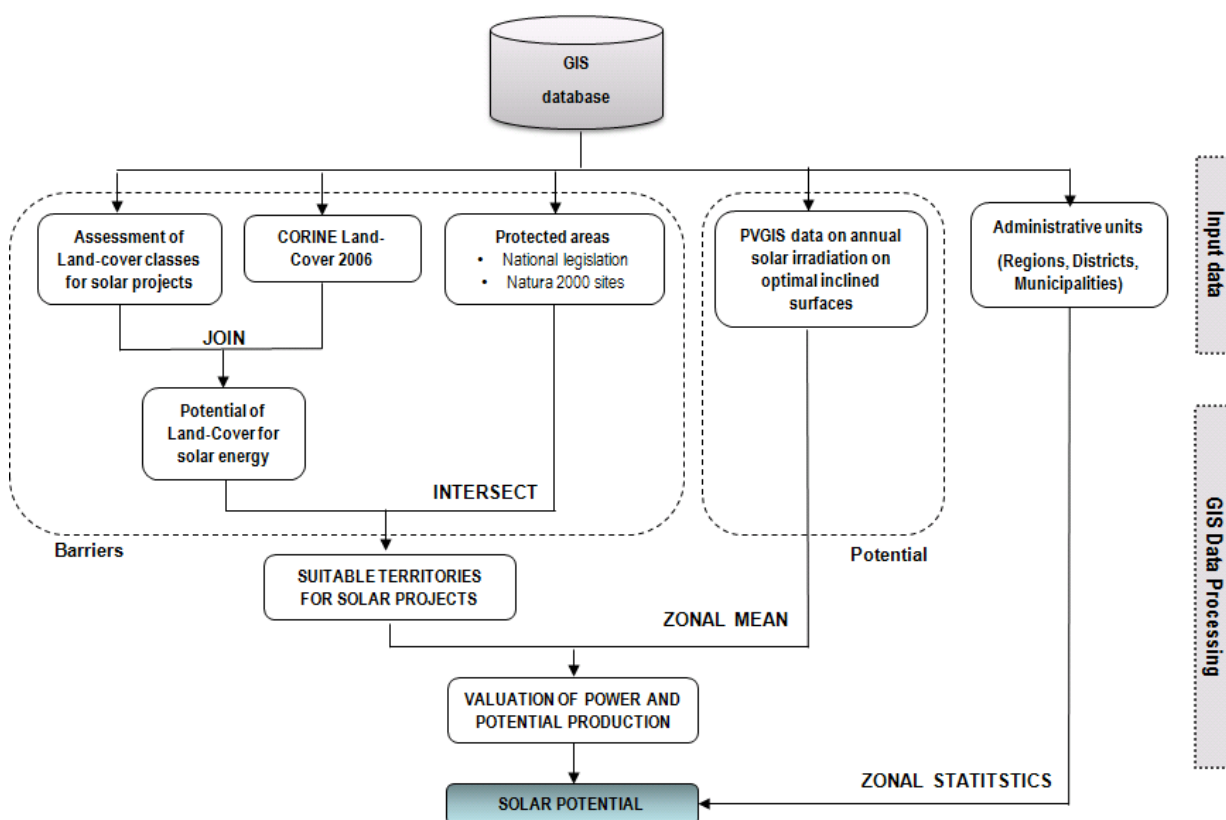 GIS
database
Assessment of
Land-cover classes
for solar projects
CORINE Land-
Cover 2006
Protected areas
• National legislation
• Natura 2000 sites
PVGIS data on annual
solar irradiation on
optimal inclined
surfaces
Administrative units
(Regions, Districts,
Municipalities)
Input data
JOIN
Potential of
Land-Cover for
solar energy
INTERSECT
Barriers
Potential
GIS Data Processing
SUITABLE TERRITORIES
FOR SOLAR PROJECTS
ZONAL MEAN
VALUATION OF POWER AND
POTENTIAL PRODUCTION
ZONAL STATITSTICS
SOLAR POTENTIAL